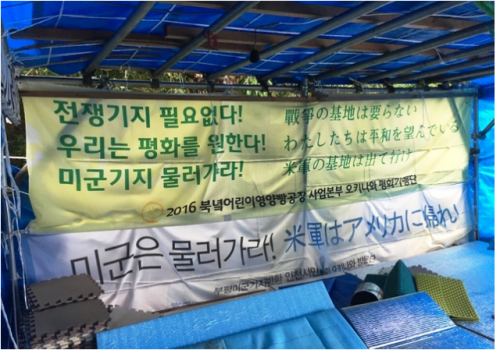 전쟁기지 필요없다! 戦争の基地は要らない
우리는 평화를 원한다! わたしたちは平和を望んでいる
미군기지 물러가라! 米軍の基地は出て行け
2016 북녘어린이영양빵공장 사업본부 오키나와 평화기행단
미군은 물러가라! 米軍はアメリカに帰れ!